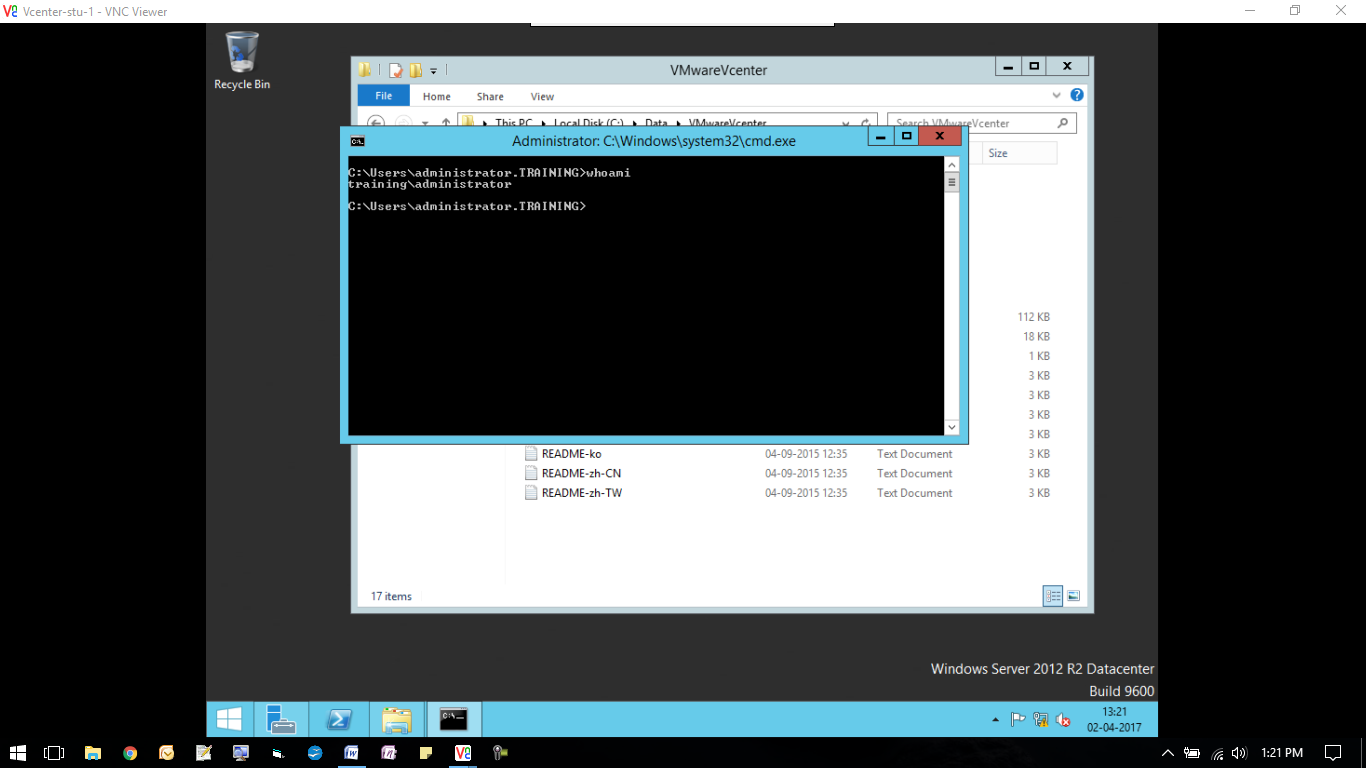 Vcenter-stu-1 - VNC Viewer
Recycle Bin
VMwareVcenter
File Home Share View
This PC Local Disk (C:) Data VMwareVcenter Search VMwareVcenter
Administrator: C:\Windows\system32\cmd.exe
Size
C:\Users\administrator.TRAINING>whoami
training\administrator
C:\Users\administrator.TRAINING>
112 KB
18 KB
1 KB
3 KB
3 KB
3 KB
3 KB
README-ko 04-09-2015 12:35 Text Document 3 KB
README-zh-CN 04-09-2015 12:35 Text Document 3 KB
README-zh-TW 04-09-2015 12:35 Text Document 3 KB
17 items
Windows Server 2012 R2 Datacenter
Build 9600
13:21
02-04-2017
1:21 PM